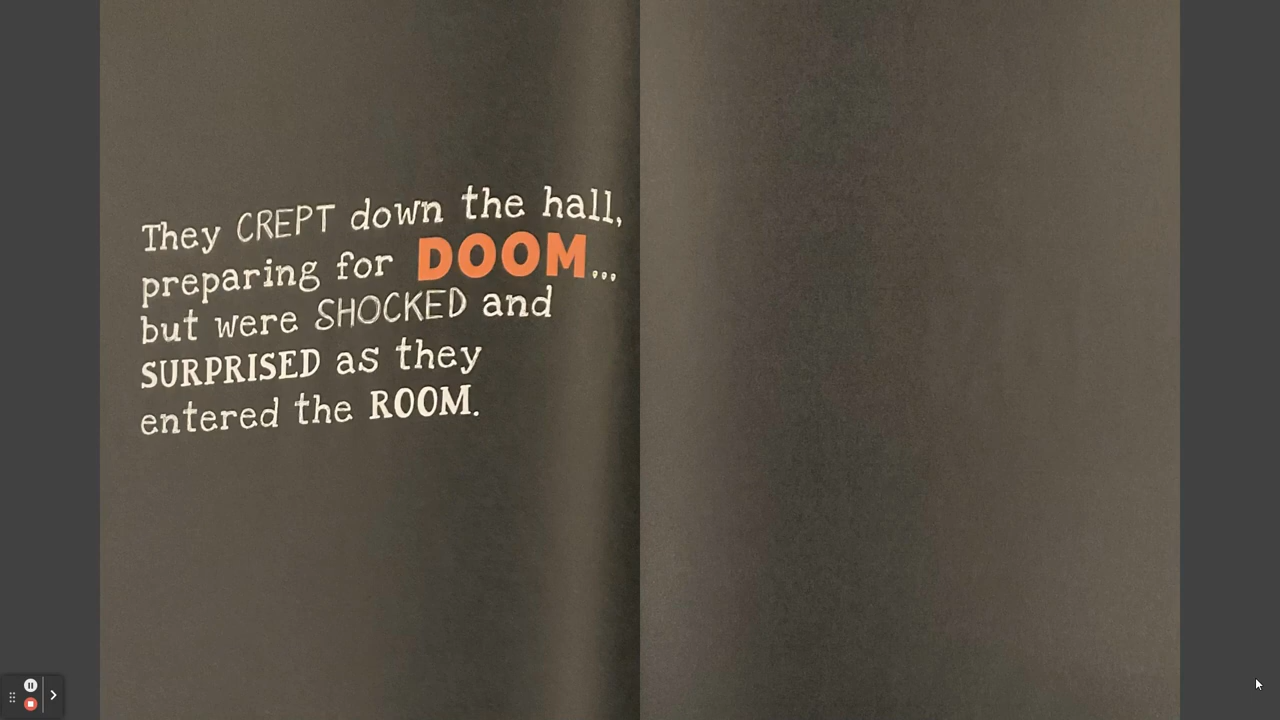 They CREPT down the hall,
preparing for DOOM...
but were SHOCKED and
SURPRISED as they
entered the ROOM.